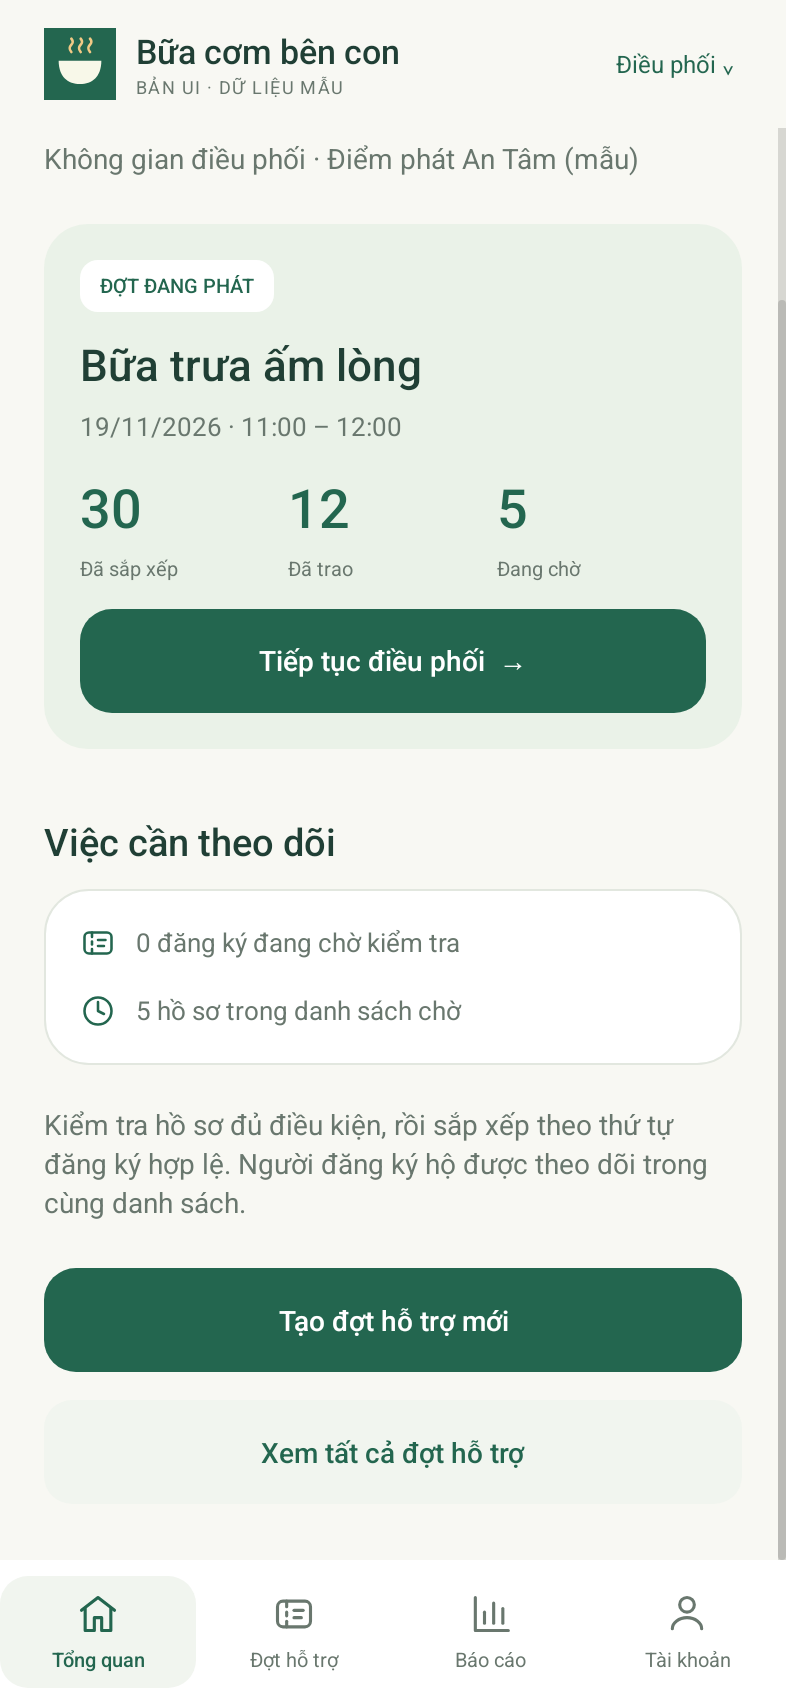 Bữa cơm bên con
BẢN UI · DỮ LIỆU MẪU
Điều phối
Không gian điều phối · Điểm phát An Tâm (mẫu)
ĐỢT ĐANG PHÁT
Bữa trưa ấm lòng
19/11/2026 · 11:00 – 12:00
30 12 5
Đã sắp xếp Đã trao Đang chờ
Tiếp tục điều phối →
Việc cần theo dõi
0 đăng ký đang chờ kiểm tra
5 hồ sơ trong danh sách chờ
Kiểm tra hồ sơ đủ điều kiện, rồi sắp xếp theo thứ tự
đăng ký hợp lệ. Người đăng ký hộ được theo dõi trong
cùng danh sách.
Tạo đợt hỗ trợ mới
Xem tất cả đợt hỗ trợ
Tổng quan Đợt hỗ trợ Báo cáo Tài khoản